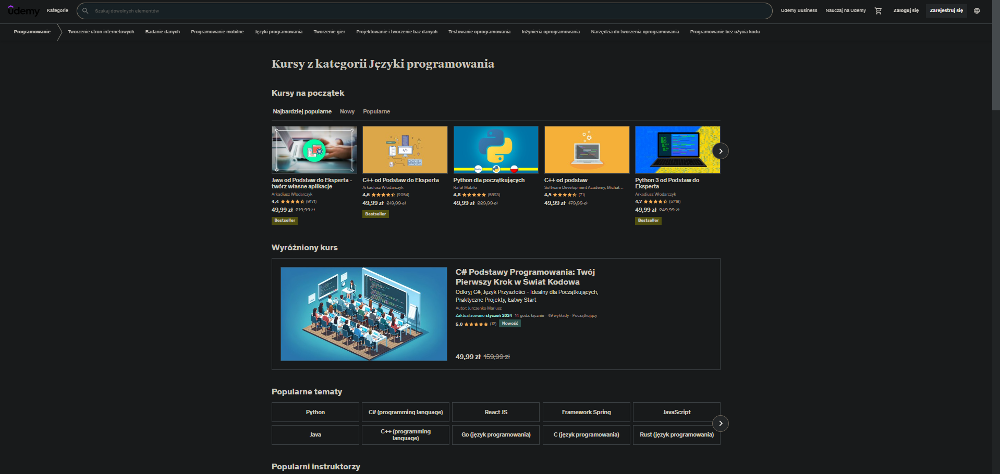 udemy
Kategorie
Szukaj dowolnych elementów
Udemy Business
Nauczaj na Udemy
Zaloguj się
Zarejestruj się
Programowanie
Tworzenie stron internetowych
Badanie danych
Programowanie mobilne
Języki programowania
Tworzenie gier
Projektowanie i tworzenie baz danych
Testowanie oprogramowania
Inżynieria oprogramowania
Narzędzia do tworzenia oprogramowania
Programowanie bez użycia kodu
Kursy z kategorii Języki programowania
Kursy na początek
Najbardziej popularne
Nowy
Popularne
Java od Podstaw do Eksperta -
twórz własne aplikacje
Arkadiusz Włodarczyk
4,4 (9171)
49,99 zł 219,99 zł
Bestseller
C++ od Podstaw do Eksperta
Arkadiusz Włodarczyk
4,6 (2054)
49,99 zł 219,99 zł
Bestseller
Python dla początkujących
Rafał Mobilo
4,8 (5823)
49,99 zł 229,99 zł
C++ od podstaw
Software Development Academy, Michał...
4,5 (71)
49,99 zł 179,99 zł
Python 3 od Podstaw do
Eksperta
Arkadiusz Włodarczyk
4,7 (5719)
49,99 zł 249,99 zł
Bestseller
Wyróżniony kurs
C# Podstawy Programowania: Twój
Pierwszy Krok w Świat Kodowa
Odkryj C#, Język Przyszłości - Idealny dla Początkujących,
Praktyczne Projekty, Łatwy Start
Autor: Jurczenko Mariusz
Zaktualizowano styczeń 2024 14 godz. łącznie · 49 wykłady · Początkujący
5,0 (12) Nowość
49,99 zł 159,99 zł
Popularne tematy
Python
C# (programming language)
React JS
Framework Spring
JavaScript
Java
C++ (programming
language)
Go (język programowania)
C (język programowania)
Rust (język programowania)
Popularni instruktorzy